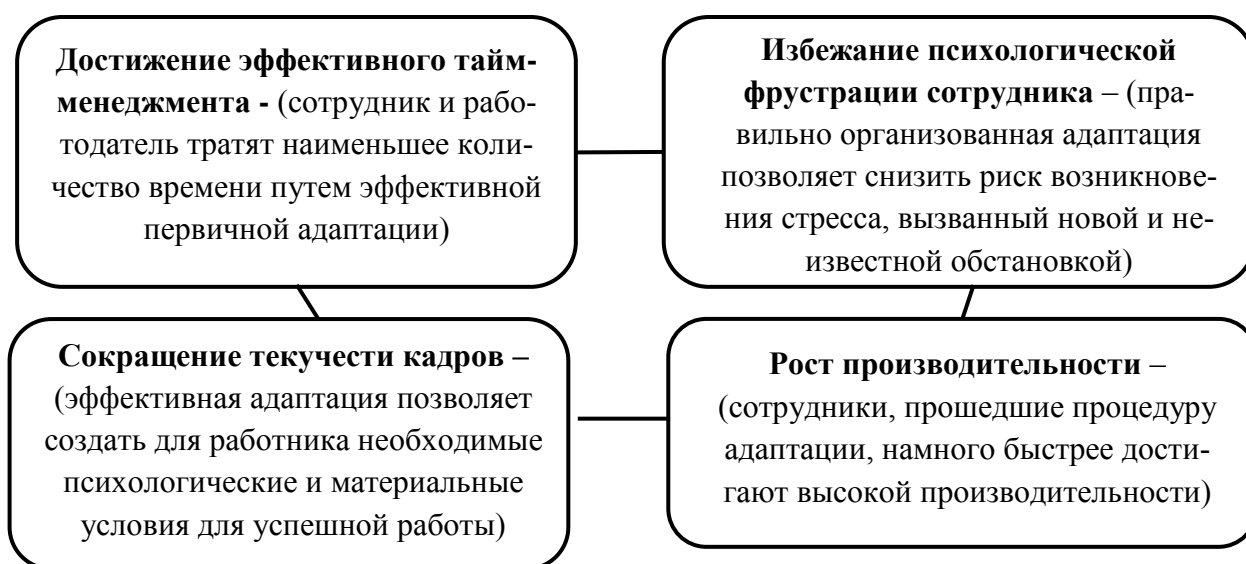 Достижение эффективного тайм-
менеджмента - (сотрудник и рабо-
тодатель тратят наименьшее коли-
чество времени путем эффективной
первичной адаптации)
Избежание психологической
фрустрации сотрудника – (пра-
вильно организованная адаптация
позволяет снизить риск возникнове-
ния стресса, вызванный новой и не-
известной обстановкой)
Сокращение текучести кадров –
(эффективная адаптация позволяет
создать для работника необходимые
психологические и материальные
условия для успешной работы)
Рост производительности –
(сотрудники, прошедшие процедуру
адаптации, намного быстрее дости-
гают высокой производительности)